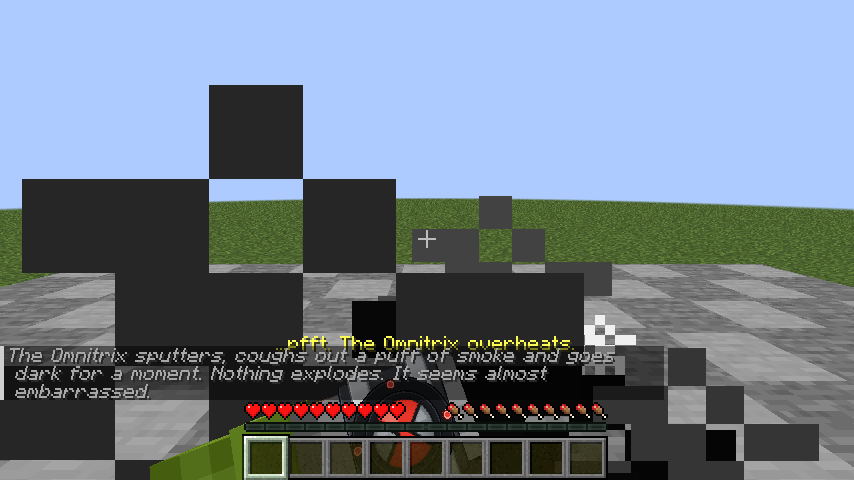 ...pfft. The Omnitrix overheats.
The Omnitrix sputters, coughs out a puff of smoke and goes
dark for a moment. Nothing explodes. It seems almost
embarrassed.